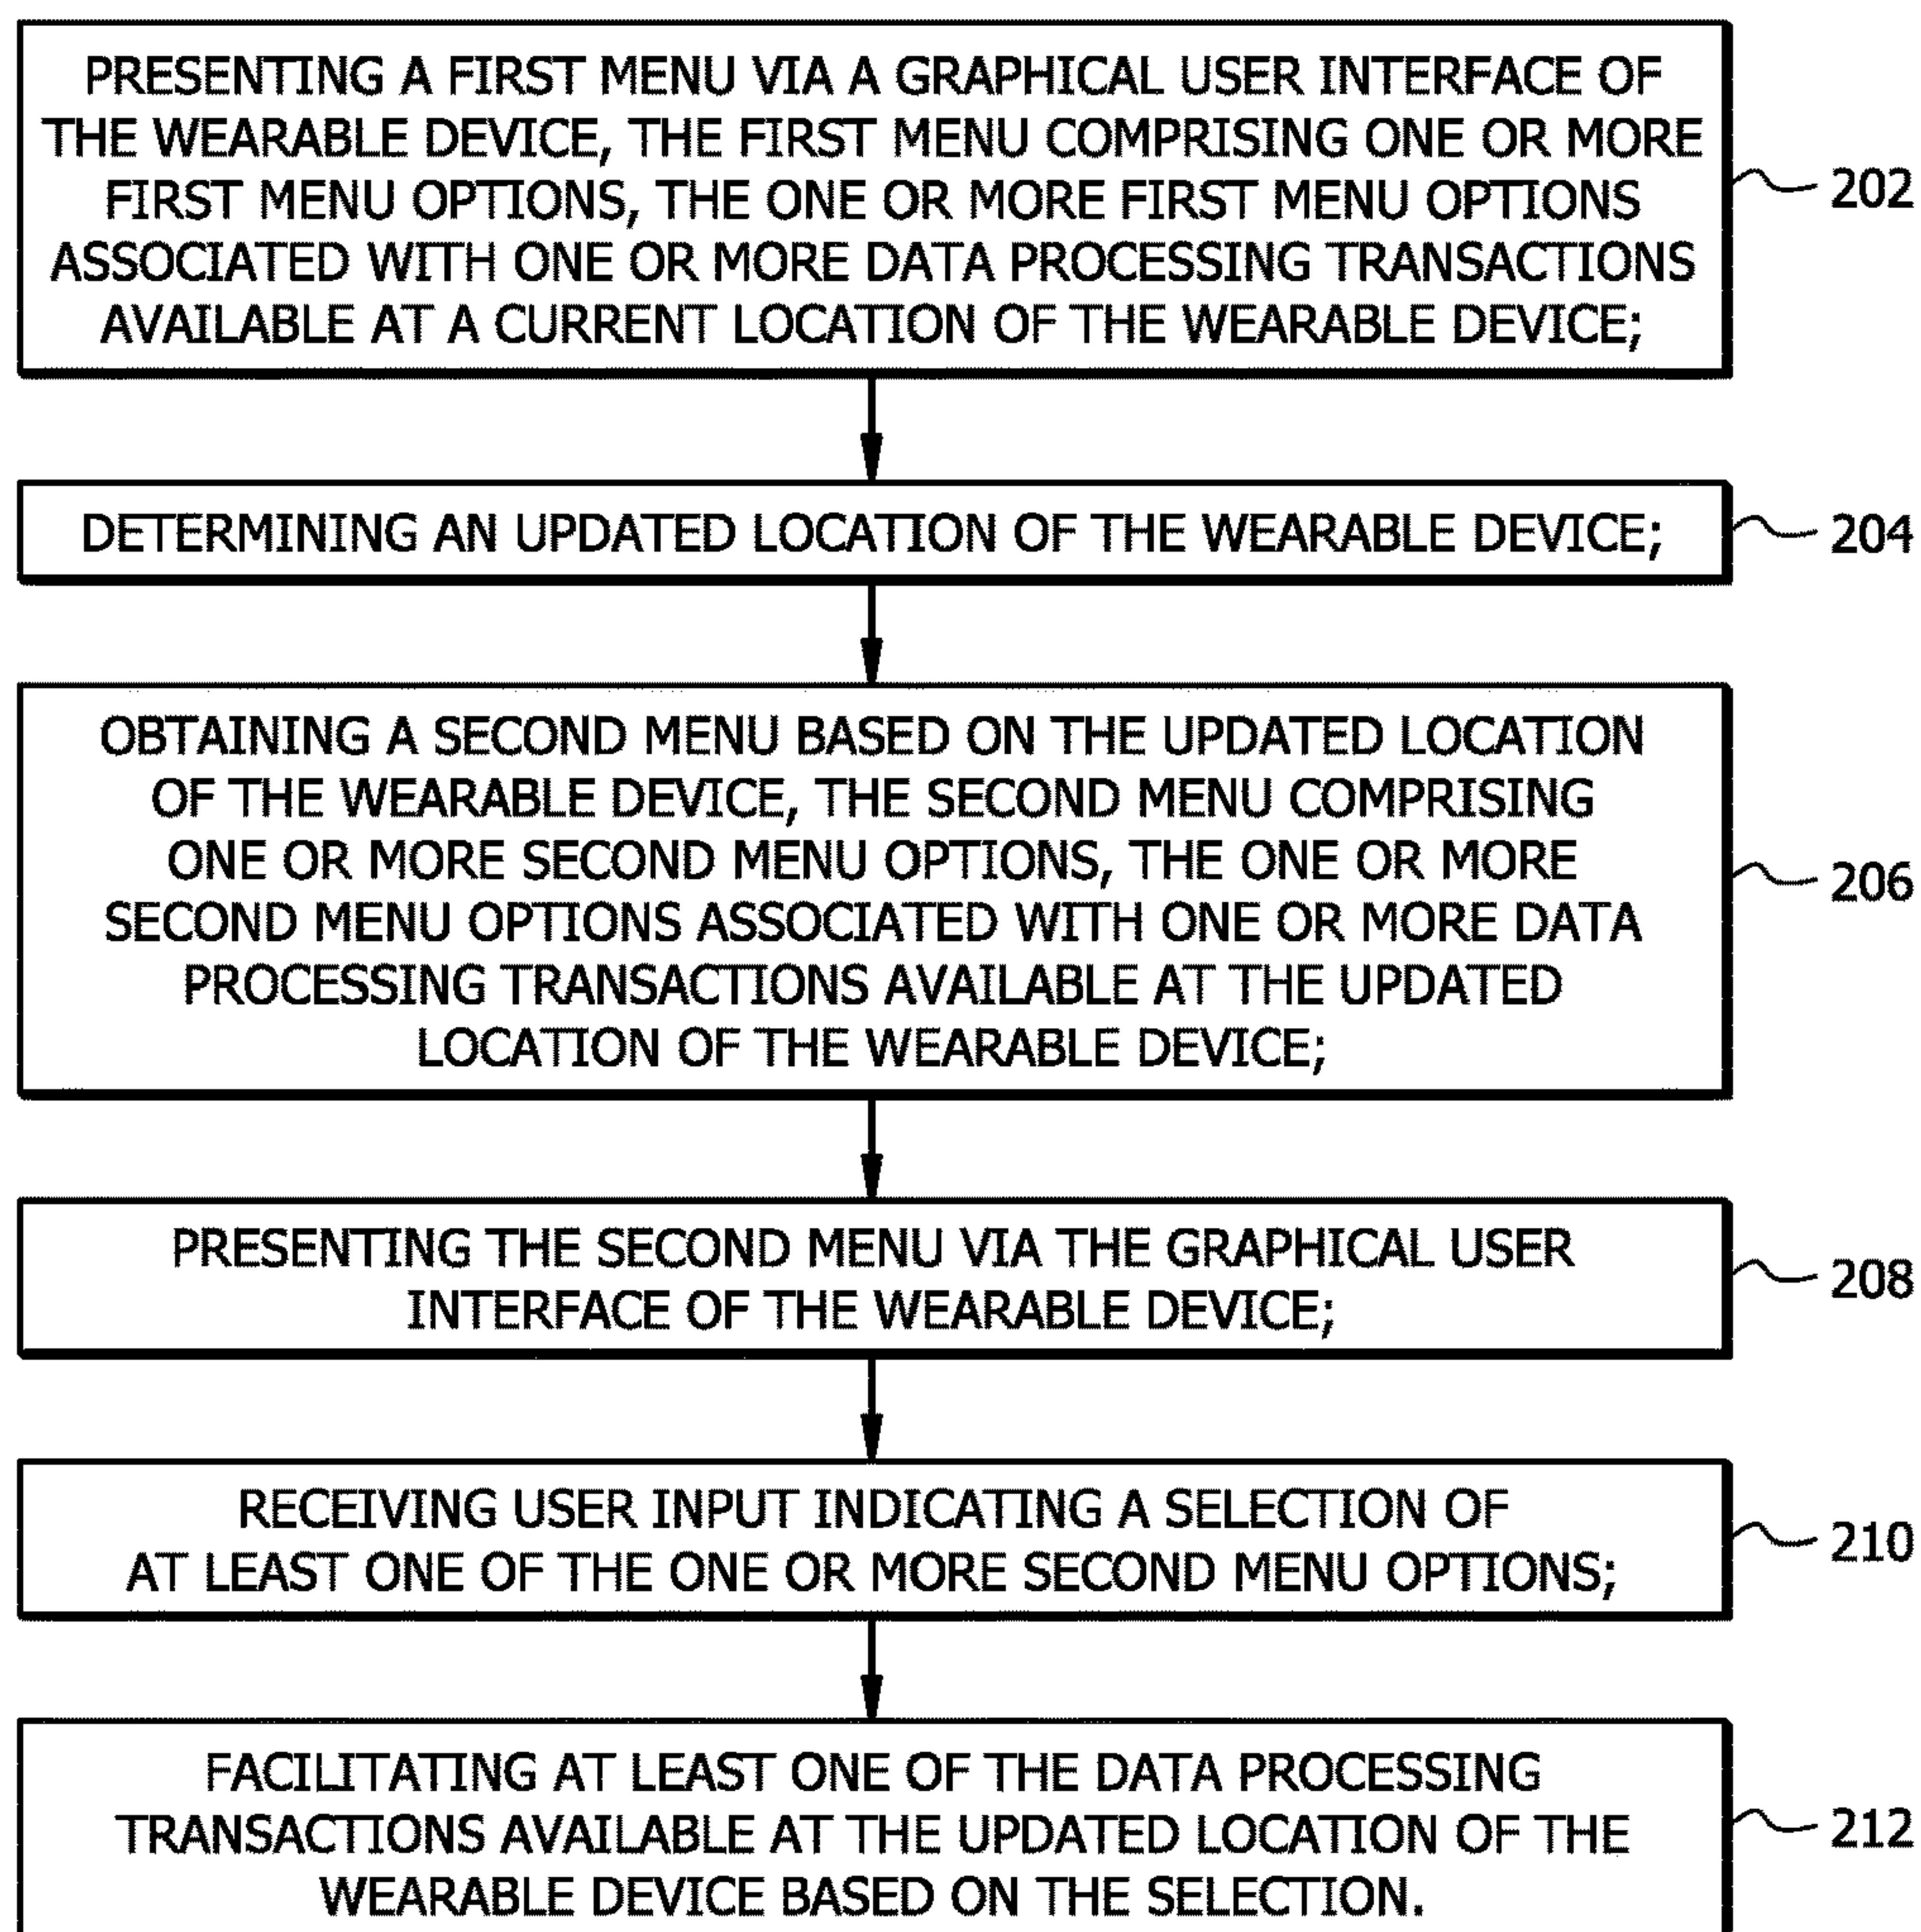 PRESENTING A FIRST MENU VIA A GRAPHICAL USER INTERFACE OF
THE WEARABLE DEVICE, THE FIRST MENU COMPRISING ONE OR MORE
FIRST MENU OPTIONS, THE ONE OR MORE FIRST MENU OPTIONS
ASSOCIATED WITH ONE OR MORE DATA PROCESSING TRANSACTIONS
AVAILABLE AT A CURRENT LOCATION OF THE WEARABLE DEVICE;
202
DETERMINING AN UPDATED LOCATION OF THE WEARABLE DEVICE;
204
OBTAINING A SECOND MENU BASED ON THE UPDATED LOCATION
OF THE WEARABLE DEVICE, THE SECOND MENU COMPRISING
ONE OR MORE SECOND MENU OPTIONS, THE ONE OR MORE
SECOND MENU OPTIONS ASSOCIATED WITH ONE OR MORE DATA
PROCESSING TRANSACTIONS AVAILABLE AT THE UPDATED
LOCATION OF THE WEARABLE DEVICE;
206
PRESENTING THE SECOND MENU VIA THE GRAPHICAL USER
INTERFACE OF THE WEARABLE DEVICE;
208
RECEIVING USER INPUT INDICATING A SELECTION OF
AT LEAST ONE OF THE ONE OR MORE SECOND MENU OPTIONS;
210
FACILITATING AT LEAST ONE OF THE DATA PROCESSING
TRANSACTIONS AVAILABLE AT THE UPDATED LOCATION OF THE
WEARABLE DEVICE BASED ON THE SELECTION.
212